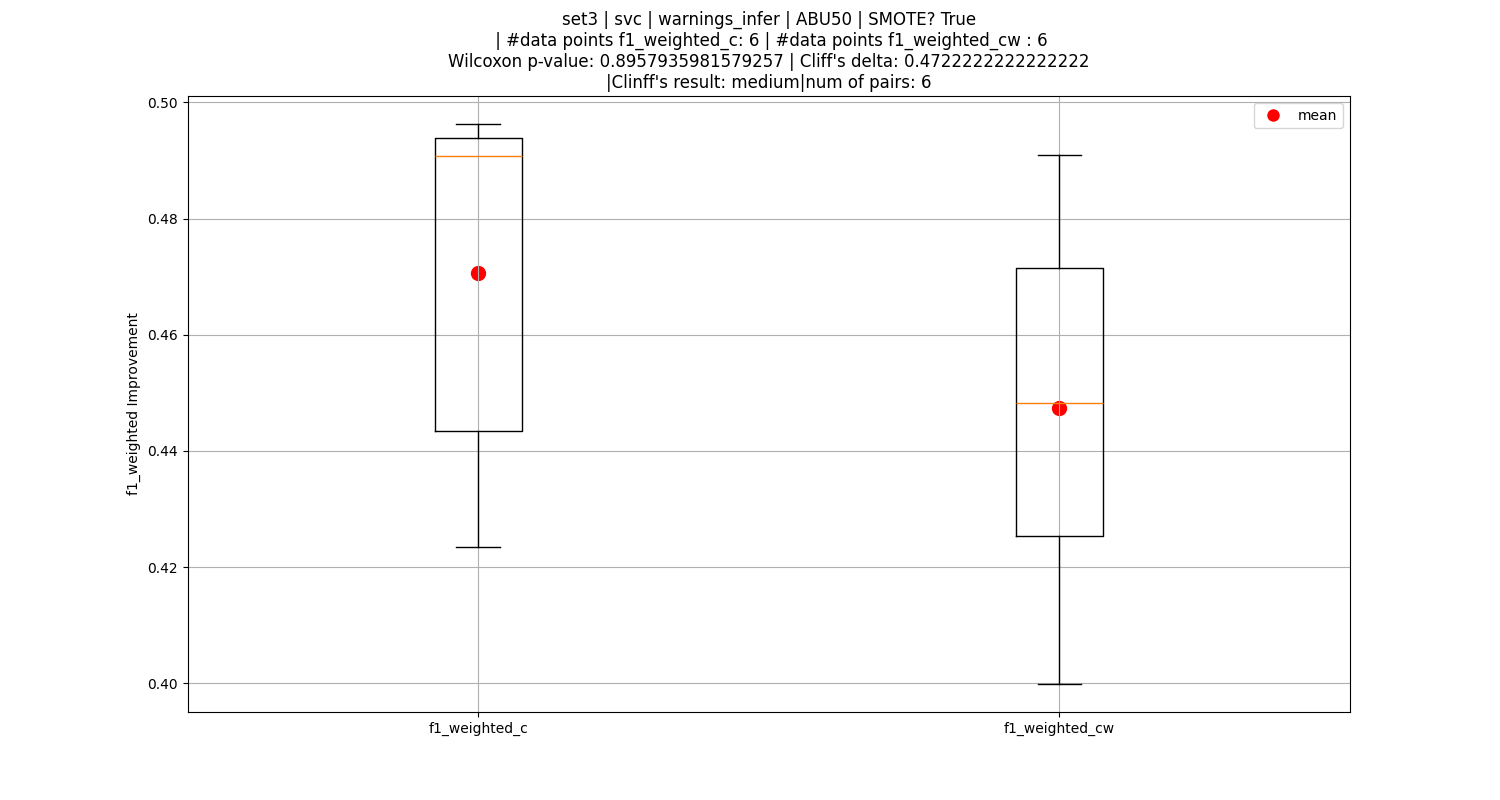 set3 | svc | warnings_infer | ABU50 | SMOTE? True
| #data points f1_weighted_c: 6 | #data points f1_weighted_cw : 6
Wilcoxon p-value: 0.8957935981579257 | Cliff's delta: 0.4722222222222222
|Clinff's result: medium|num of pairs: 6
mean
0.50
0.48
0.46
0.44
0.42
0.40
f1_weighted Improvement
f1_weighted_c
f1_weighted_cw